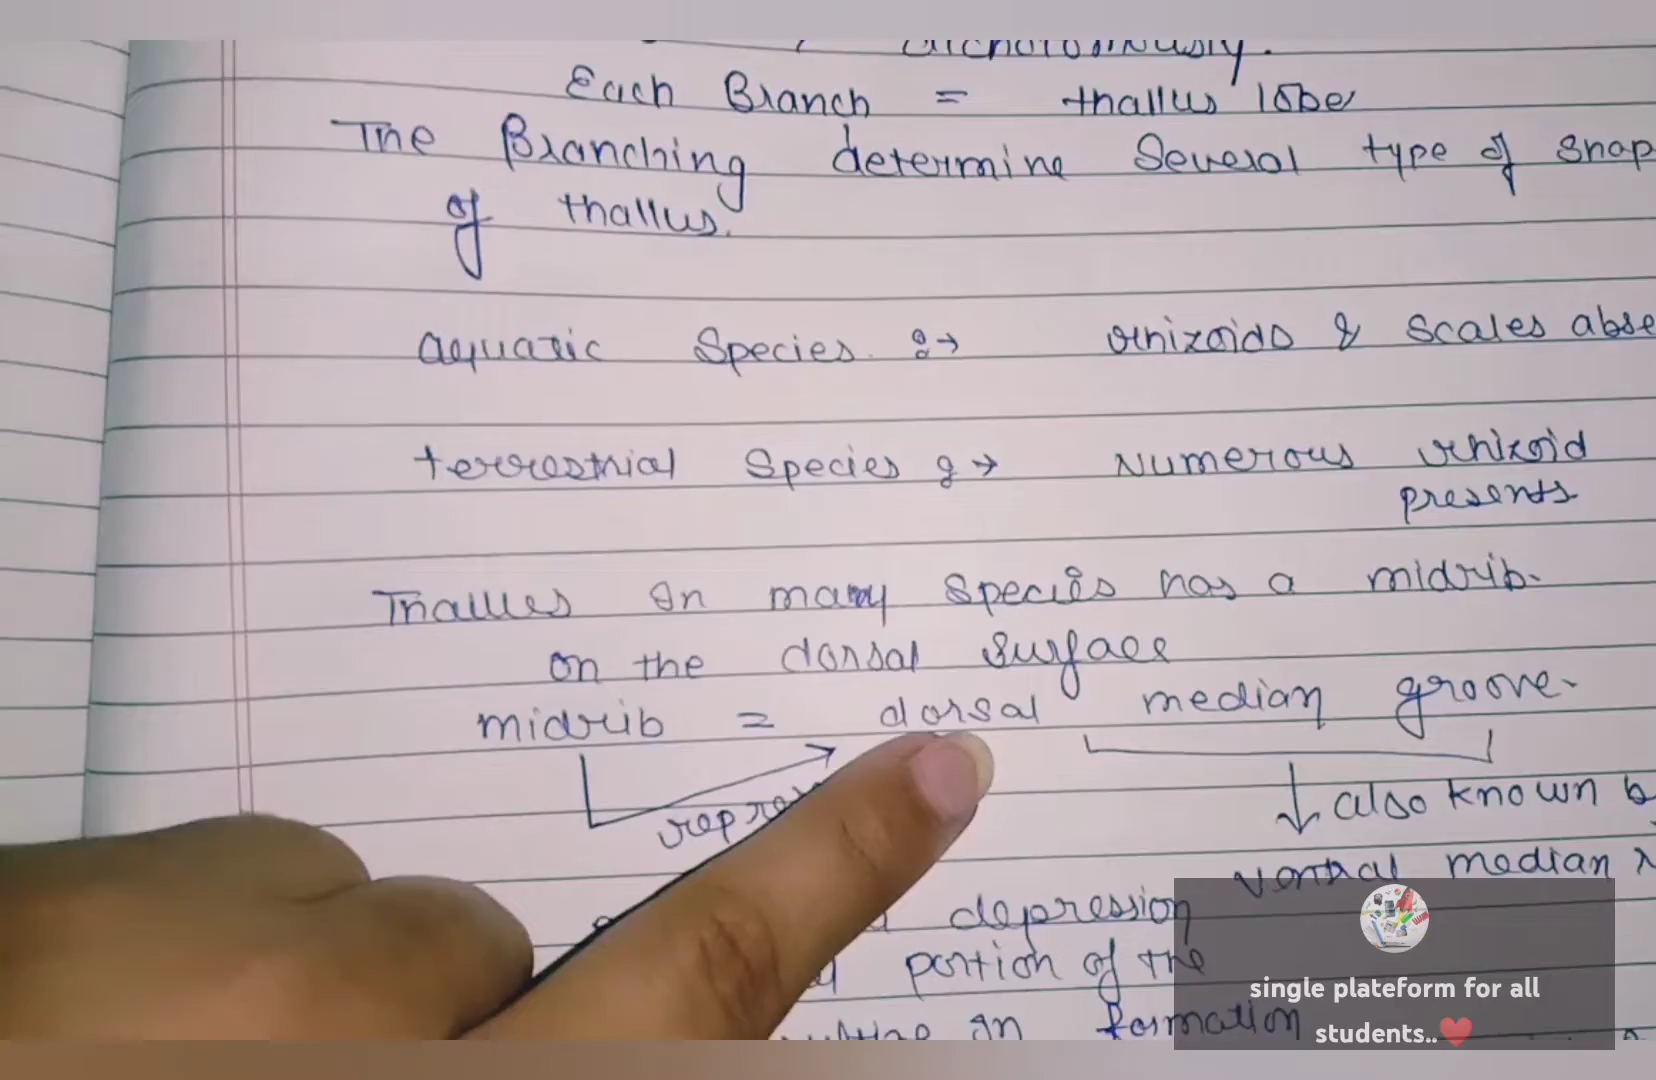 Each Branch = thallus lobe
The Branching determine several type of
of thallus.
aquatic species :→ rhizoids & scales
terrestrial species :→ Numerous rhizoid
presents
Thallus in many species has a midrib.
on the dorsal surface
midrib = dorsal median groove.
also known
ventral median
depression
portion of the
in formation
single plateform for all
students..❤️